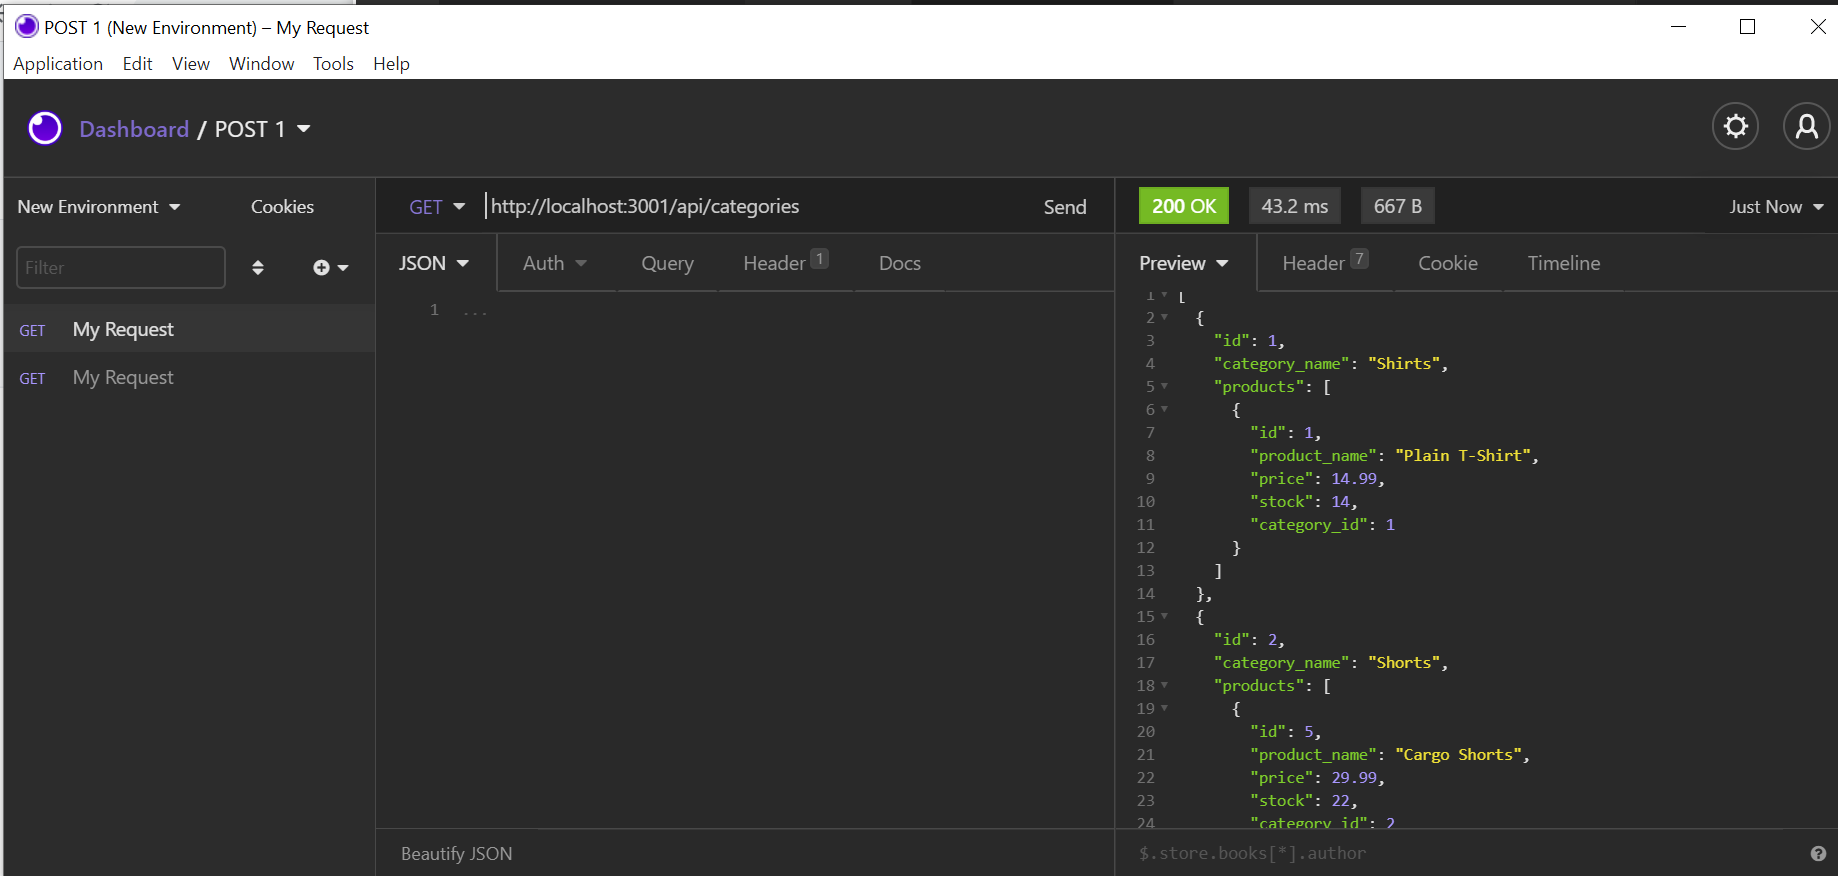 POST 1 (New Environment) – My Request
Application Edit View Window Tools Help
Dashboard / POST 1
New Environment Cookies
Filter
GET My Request
GET My Request
GET http://localhost:3001/api/categories Send
JSON Auth Query Header 1 Docs
1 ...
Beautify JSON
200 OK 43.2 ms 667 B Just Now
Preview Header 7 Cookie Timeline
1 [
2 {
3 "id": 1,
4 "category_name": "Shirts",
5 "products": [
6 {
7 "id": 1,
8 "product_name": "Plain T-Shirt",
9 "price": 14.99,
10 "stock": 14,
11 "category_id": 1
12 }
13 ]
14 },
15 {
16 "id": 2,
17 "category_name": "Shorts",
18 "products": [
19 {
20 "id": 5,
21 "product_name": "Cargo Shorts",
22 "price": 29.99,
23 "stock": 22,
24 "category_id": 2
$.store.books[*].author